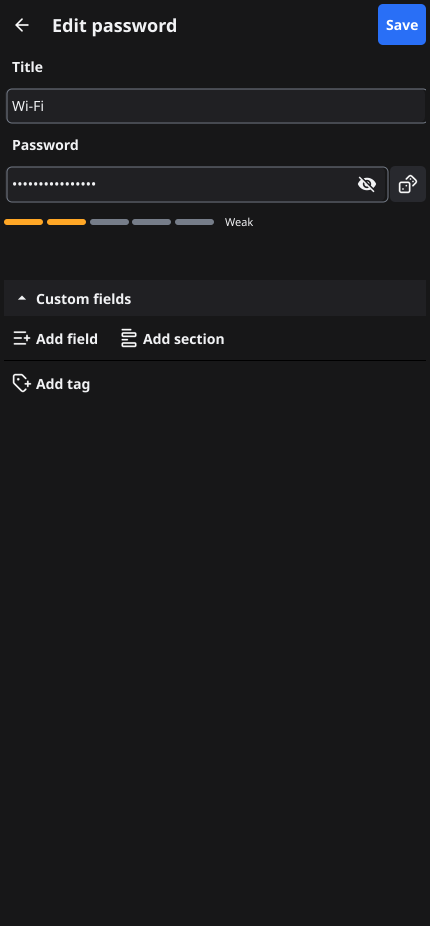 Edit password
Save
Title
Wi-Fi
Password
••••••••••••••••
Weak
Custom fields
Add field
Add section
Add tag